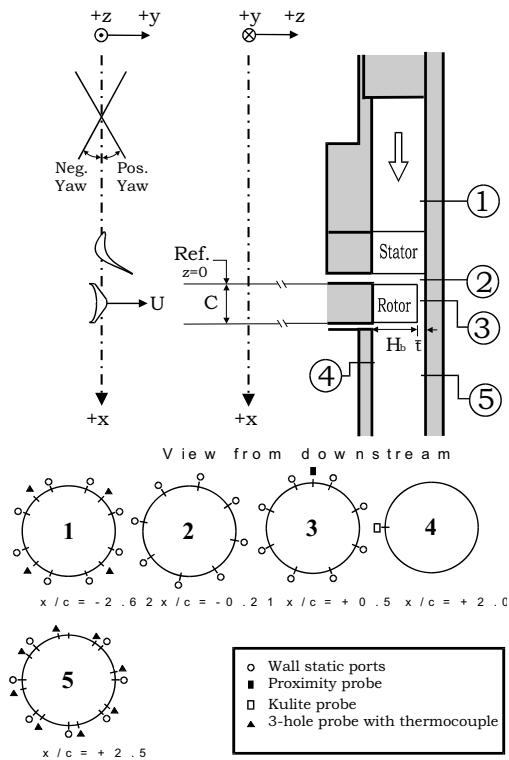 +z +y +y +z
Neg. Yaw Pos. Yaw
1
Stator
Ref. z=0
2
U C Rotor
3
H_b t̄
4
5
+x +x
View from downstream
1 2 3 4
x/c = -2.62 x/c = -0.21 x/c = +0.5 x/c = +2.0
5
x/c = +2.5
Wall static ports
Proximity probe
Kulite probe
3-hole probe with thermocouple